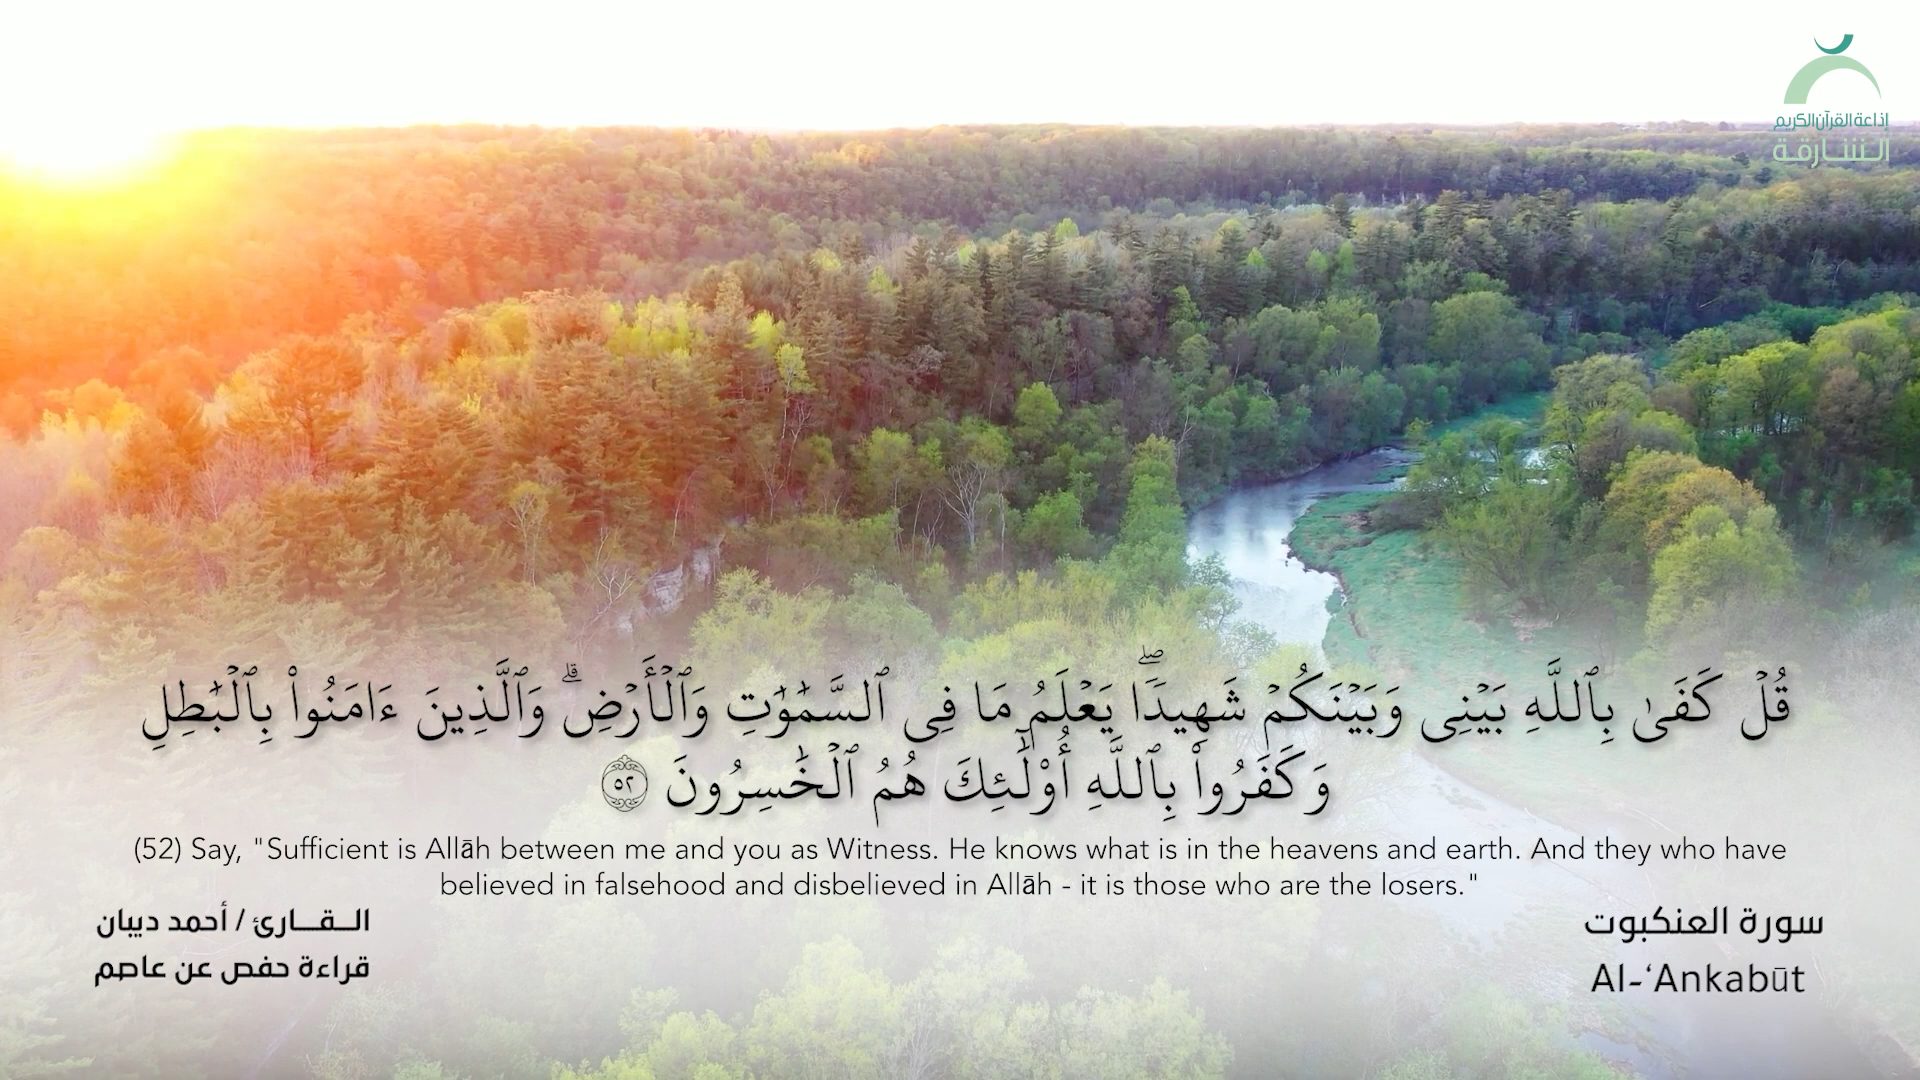 إذاعة القرآن الكريم
الشارقة
قُلۡ كَفَىٰ بِٱللَّهِ بَيۡنِى وَبَيۡنَكُمۡ شَهِيدٗاۖ يَعۡلَمُ مَا فِى ٱلسَّمَٰوَٰتِ وَٱلۡأَرۡضِۗ وَٱلَّذِينَ ءَامَنُواْ بِٱلۡبَٰطِلِ
وَكَفَرُواْ بِٱللَّهِ أُوْلَٰٓئِكَ هُمُ ٱلۡخَٰسِرُونَ ٥٢
(52) Say, "Sufficient is Allāh between me and you as Witness. He knows what is in the heavens and earth. And they who have
believed in falsehood and disbelieved in Allāh - it is those who are the losers."
سورة العنكبوت
Al-‘Ankabūt
القارئ / أحمد ديبان
قراءة حفص عن عاصم